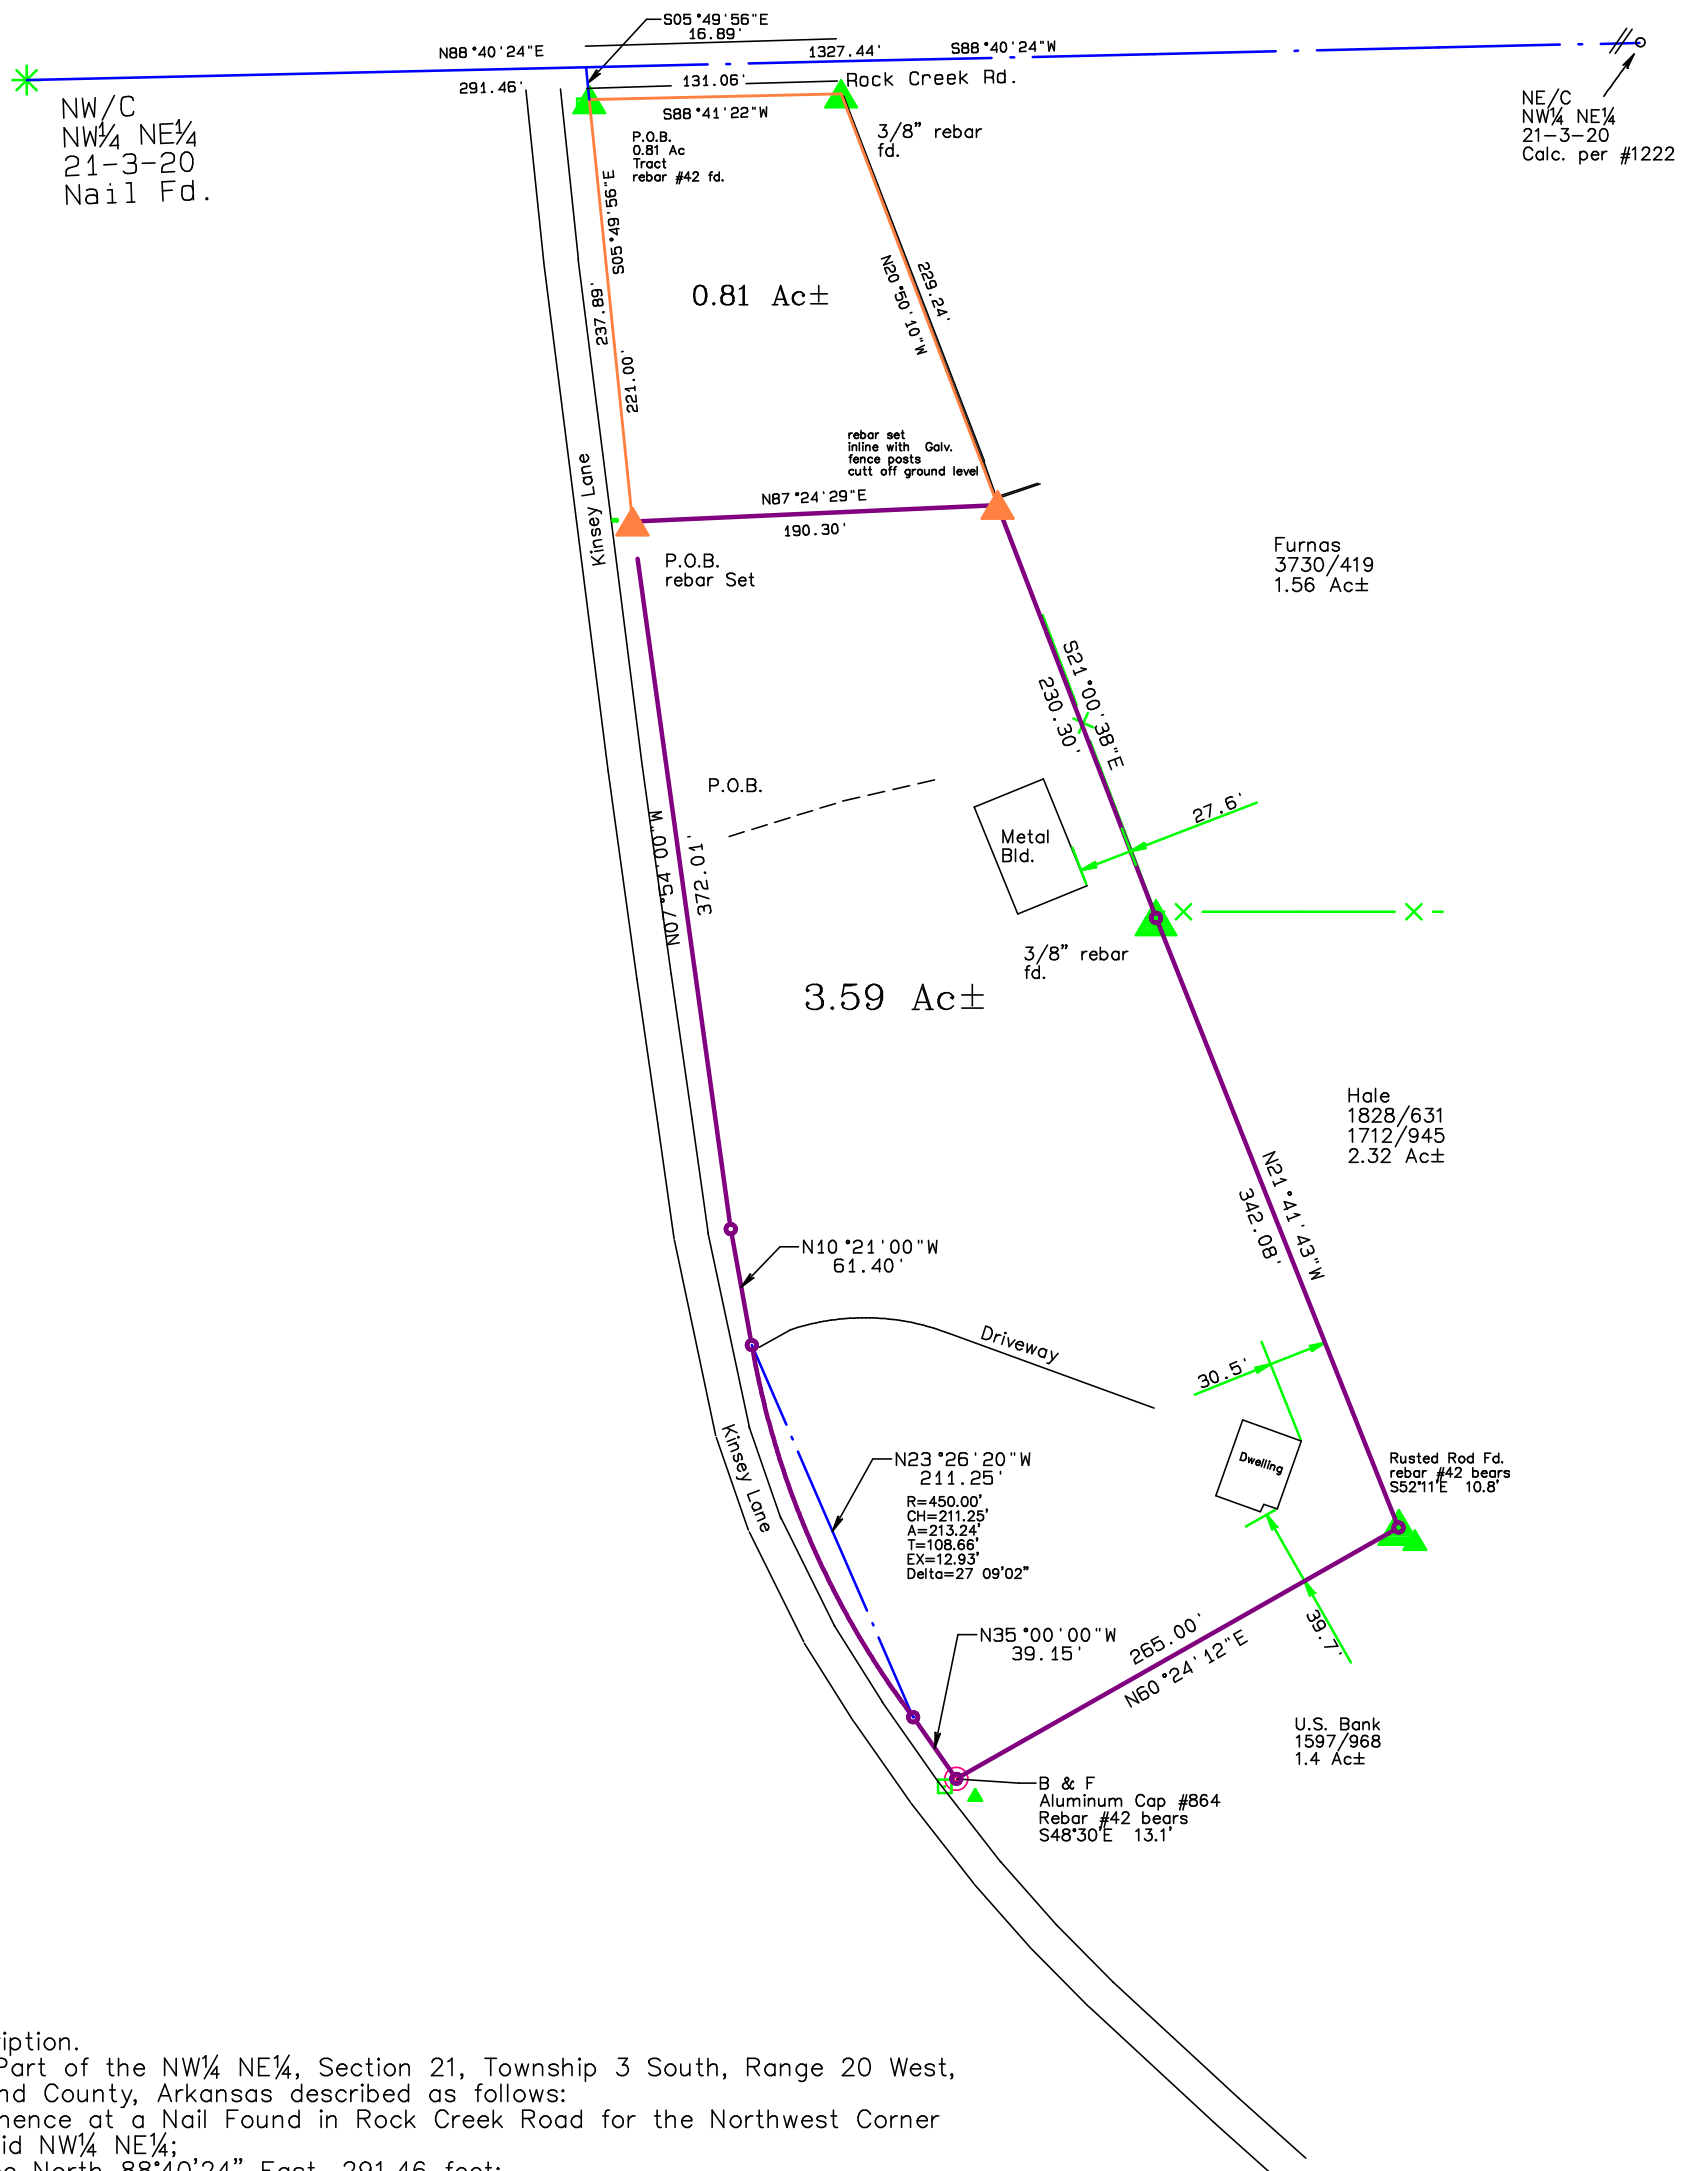 S05°49'56"E
16.89'
N88°40'24"E
1327.44'
S88°40'24"W
291.46'
131.06'
Rock Creek Rd.
S88°41'22"W
NW/C
NW¼ NE¼
21-3-20
Nail Fd.
NE/C
NW¼ NE¼
21-3-20
Calc. per #1222
P.O.B.
0.81 Ac
Tract
rebar #42 fd.
3/8" rebar
fd.
S05°49'56"E
237.89'
221.00'
0.81 Ac±
229.24'
N20°50'10"W
rebar set
inline with Galv.
fence posts
cutt off ground level
Kinsey Lane
N87°24'29"E
190.30'
P.O.B.
rebar Set
Furnas
3730/419
1.56 Ac±
S21°00'38"E
230.30'
P.O.B.
N07°54'00"W
372.01'
Metal
Bld.
27.6'
3/8" rebar
fd.
3.59 Ac±
Hale
1828/631
1712/945
2.32 Ac±
N21°41'43"W
342.08'
N10°21'00"W
61.40'
Driveway
30.5'
Kinsey Lane
Dwelling
Rusted Rod Fd.
rebar #42 bears
S52°11'E 10.8'
N23°26'20"W
211.25'
R=450.00'
CH=211.25'
A=213.24'
T=108.66'
EX=12.93'
Delta=27 09'02"
N35°00'00"W
39.15'
265.00'
N60°24'12"E
39.7'
U.S. Bank
1597/968
1.4 Ac±
B & F
Aluminum Cap #864
Rebar #42 bears
S48°30'E 13.1'
iption.
Part of the NW¼ NE¼, Section 21, Township 3 South, Range 20 West,
nd County, Arkansas described as follows:
nence at a Nail Found in Rock Creek Road for the Northwest Corner
id NW¼ NE¼;
North 88°40'24" East, 291.46 feet;